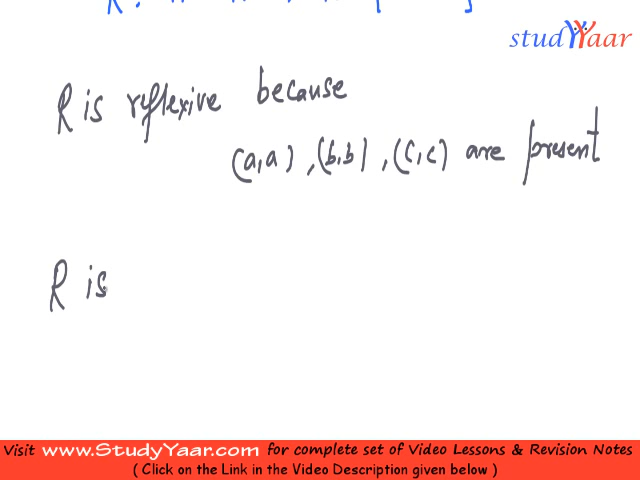 studYYaar
R is reflexive because
(a,a) , (b,b) , (c,c) are present
R is
Visit www.StudyYaar.com for complete set of Video Lessons & Revision Notes
( Click on the Link in the Video Description given below )